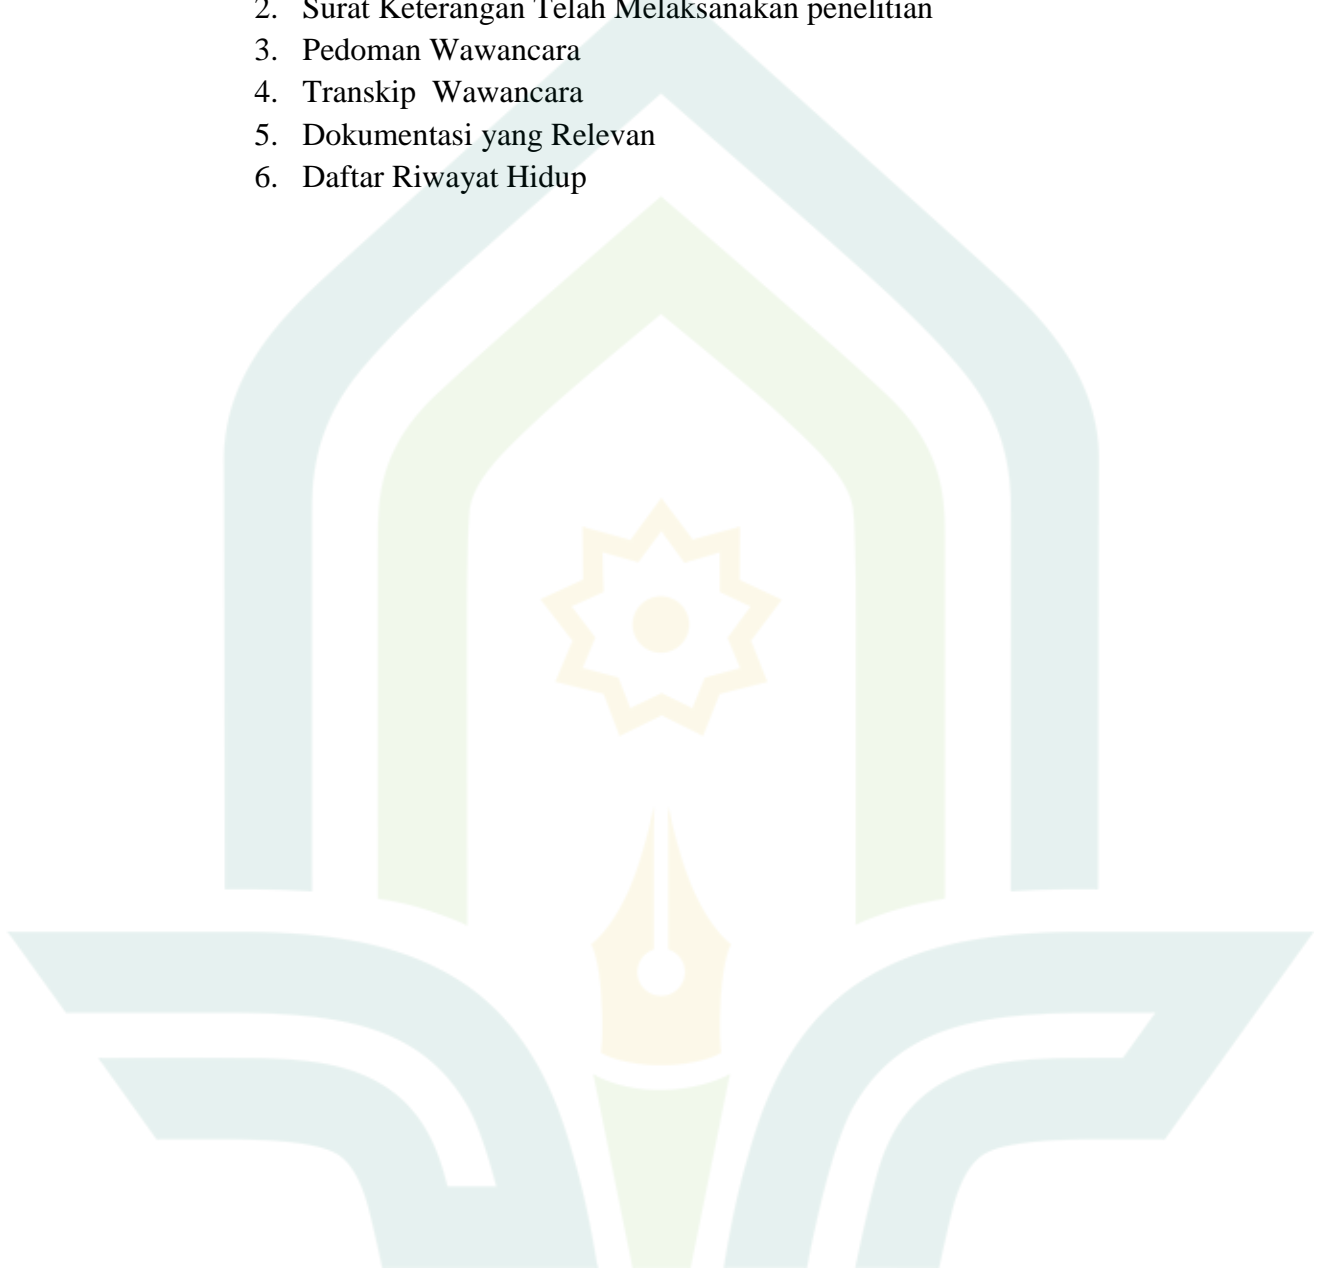 2. Surat Keterangan Telah Melaksanakan penelitian
3. Pedoman Wawancara
4. Transkip Wawancara
5. Dokumentasi yang Relevan
6. Daftar Riwayat Hidup